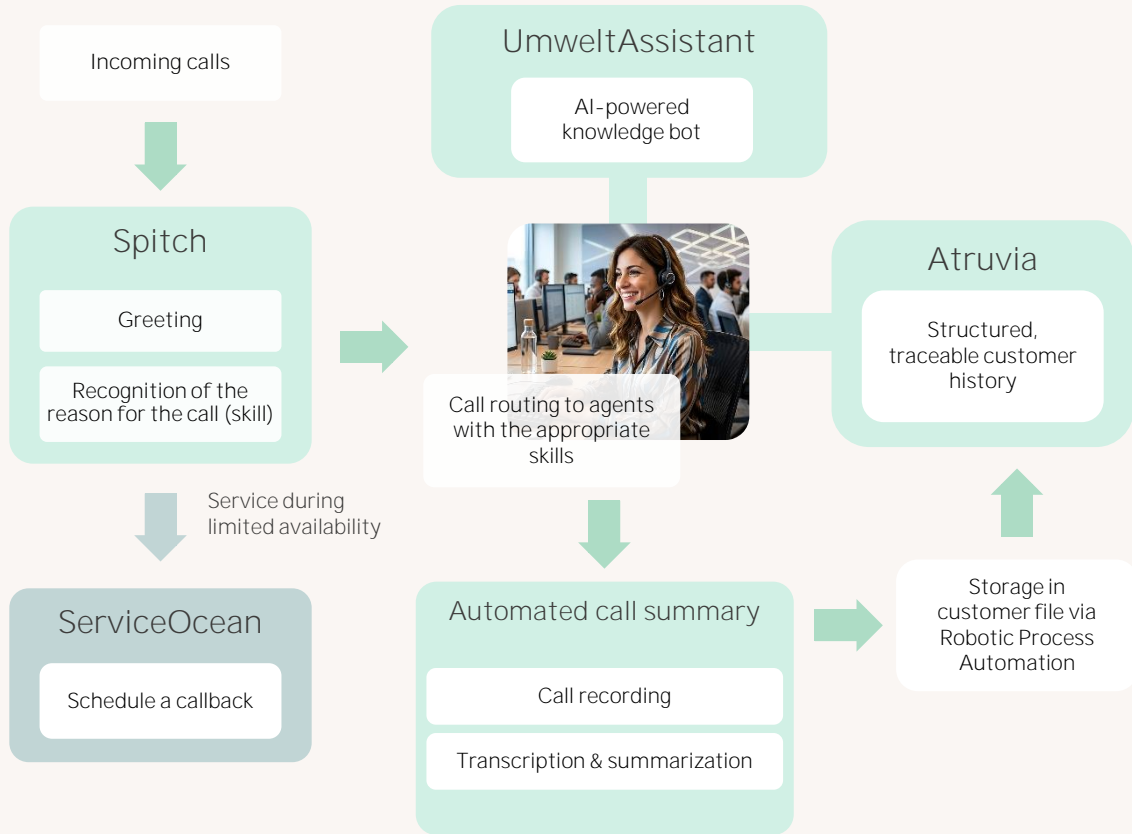 Incoming calls
Spitch
Greeting
Recognition of the
reason for the call (skill)
Service during
limited availability
ServiceOcean
Schedule a callback
UmweltAssistant
AI-powered
knowledge bot
Call routing to agents
with the appropriate
skills
Automated call summary
Call recording
Transcription & summarization
Atruvia
Structured,
traceable customer
history
Storage in
customer file via
Robotic Process
Automation